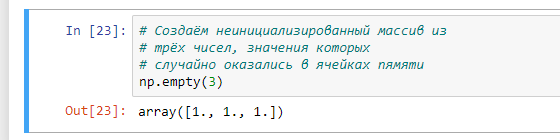 In [23]: # Создаём неинициализированный массив из
# трёх чисел, значения которых
# случайно оказались в ячейках пямяти
np.empty(3)
Out[23]: array([1., 1., 1.])